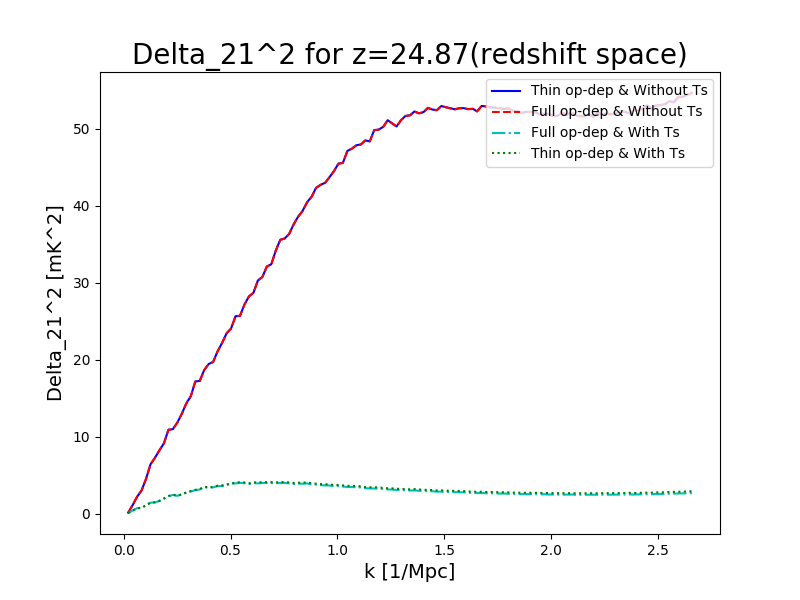 Delta_21^2 for z=24.87(redshift space)
Thin op-dep & Without Ts
Full op-dep & Without Ts
Full op-dep & With Ts
Thin op-dep & With Ts
Delta_21^2 [mK^2]
50
40
30
20
10
0
0.0 0.5 1.0 1.5 2.0 2.5
k [1/Mpc]